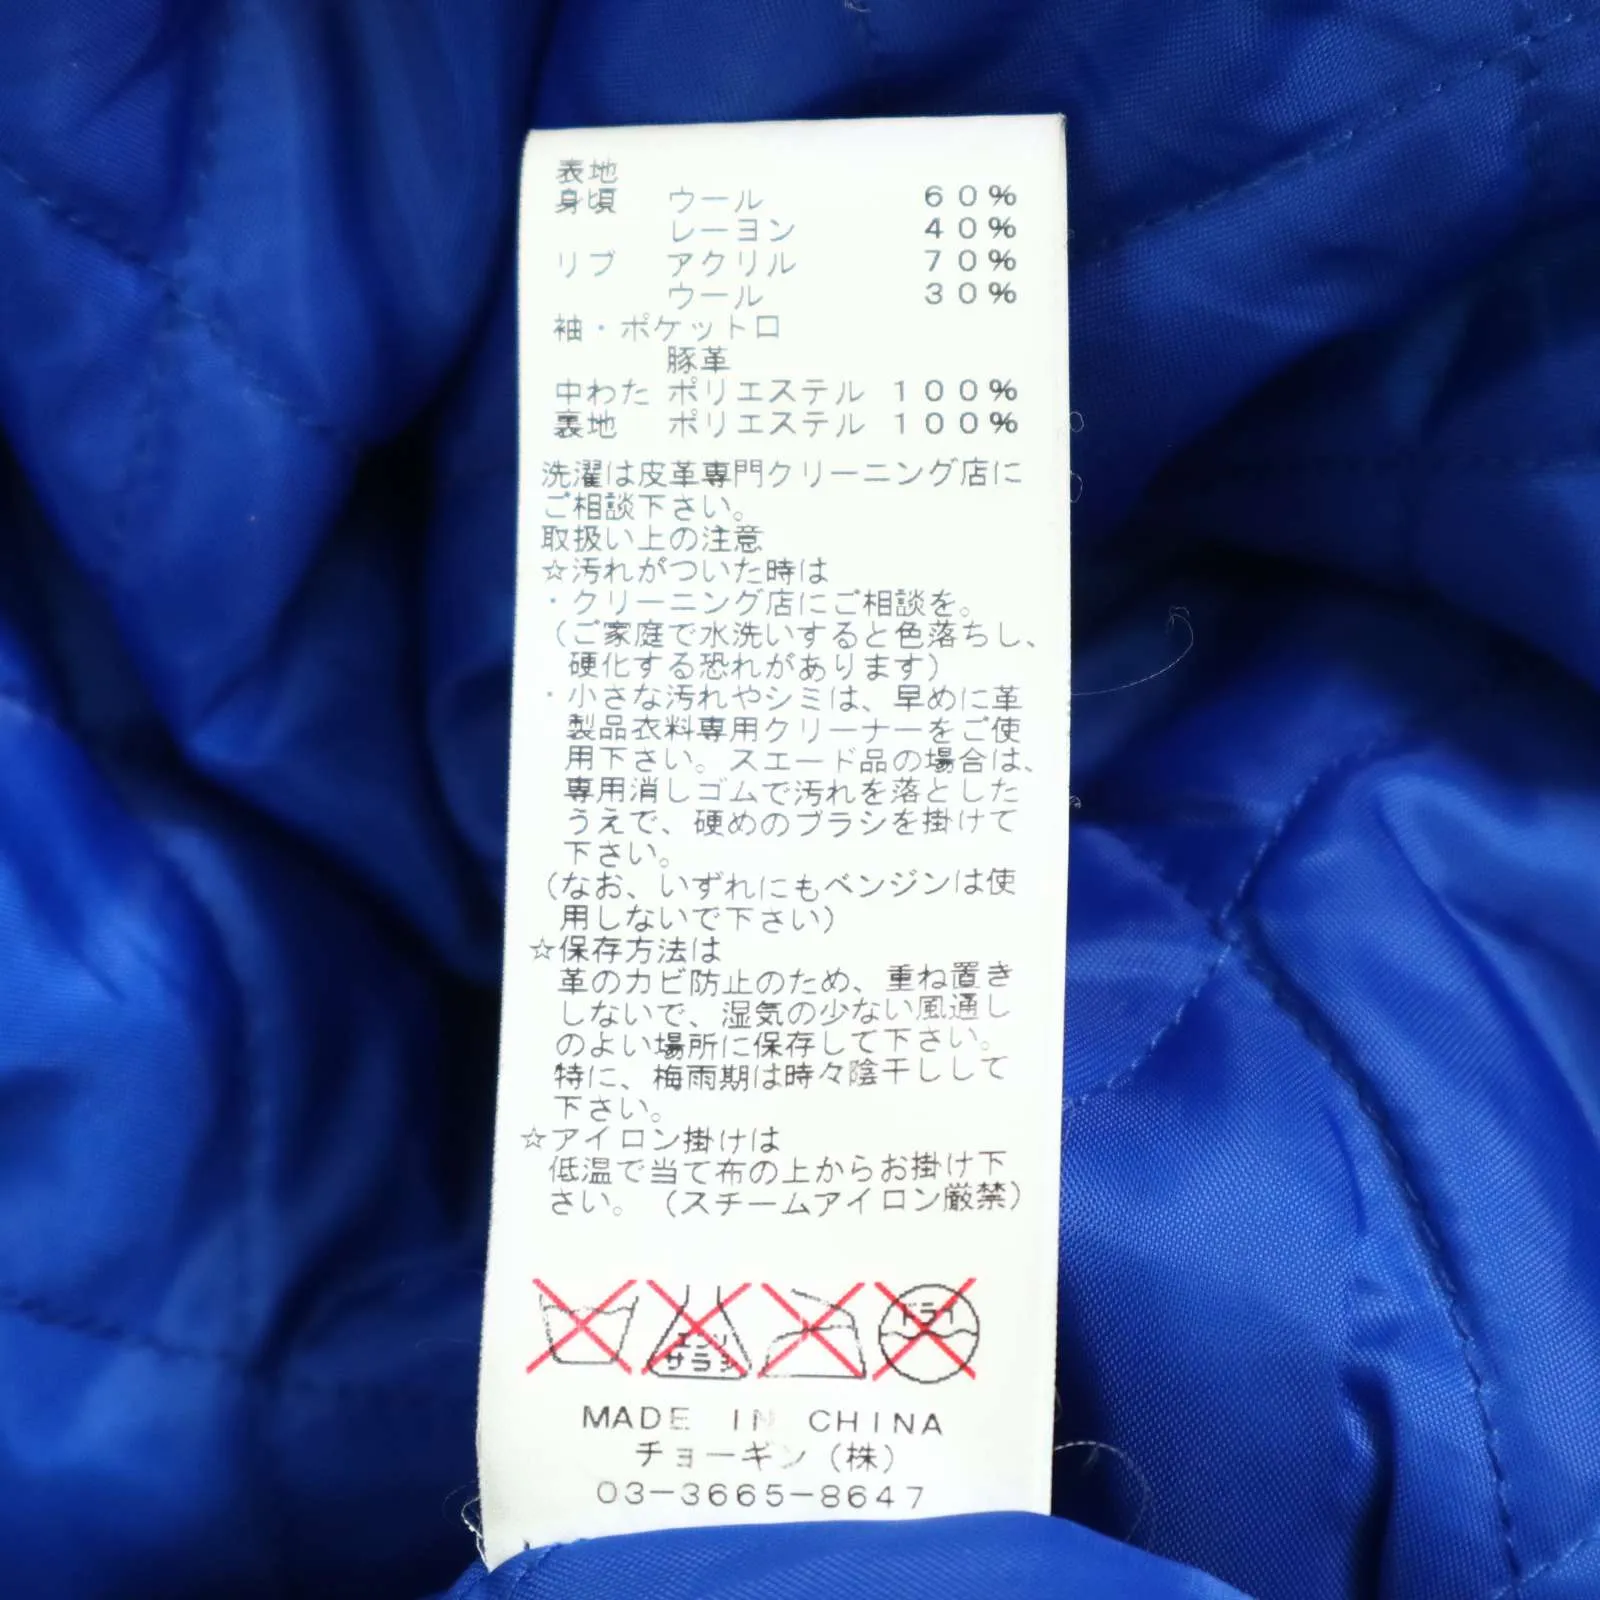 表地
身頃 ウール 60%
レーヨン 40%
リブ アクリル 70%
ウール 30%
袖・ポケット口
豚革
中わた ポリエステル 100%
裏地 ポリエステル 100%
洗濯は皮革専門クリーニング店に
ご相談下さい。
取扱い上の注意
☆汚れがついた時は
・クリーニング店にご相談を。
(ご家庭で水洗いすると色落ちし、
硬化する恐れがあります)
・小さな汚れやシミは、早めに革
製品衣料専用クリーナーをご使
用下さい。スエード品の場合は、
専用消しゴムで汚れを落とした
うえで、硬めのブラシを掛けて
下さい。
(なお、いずれにもベンジンは使
用しないで下さい)
☆保存方法は
革のカビ防止のため、重ね置き
しないで、湿気の少ない風通し
のよい場所に保存して下さい。
特に、梅雨期は時々陰干しして
下さい。
☆アイロン掛けは
低温で当て布の上からお掛け下
さい。(スチームアイロン厳禁)
エンソ ドライ
サラシ
MADE IN CHINA
チョーギン(株)
03-3665-8647